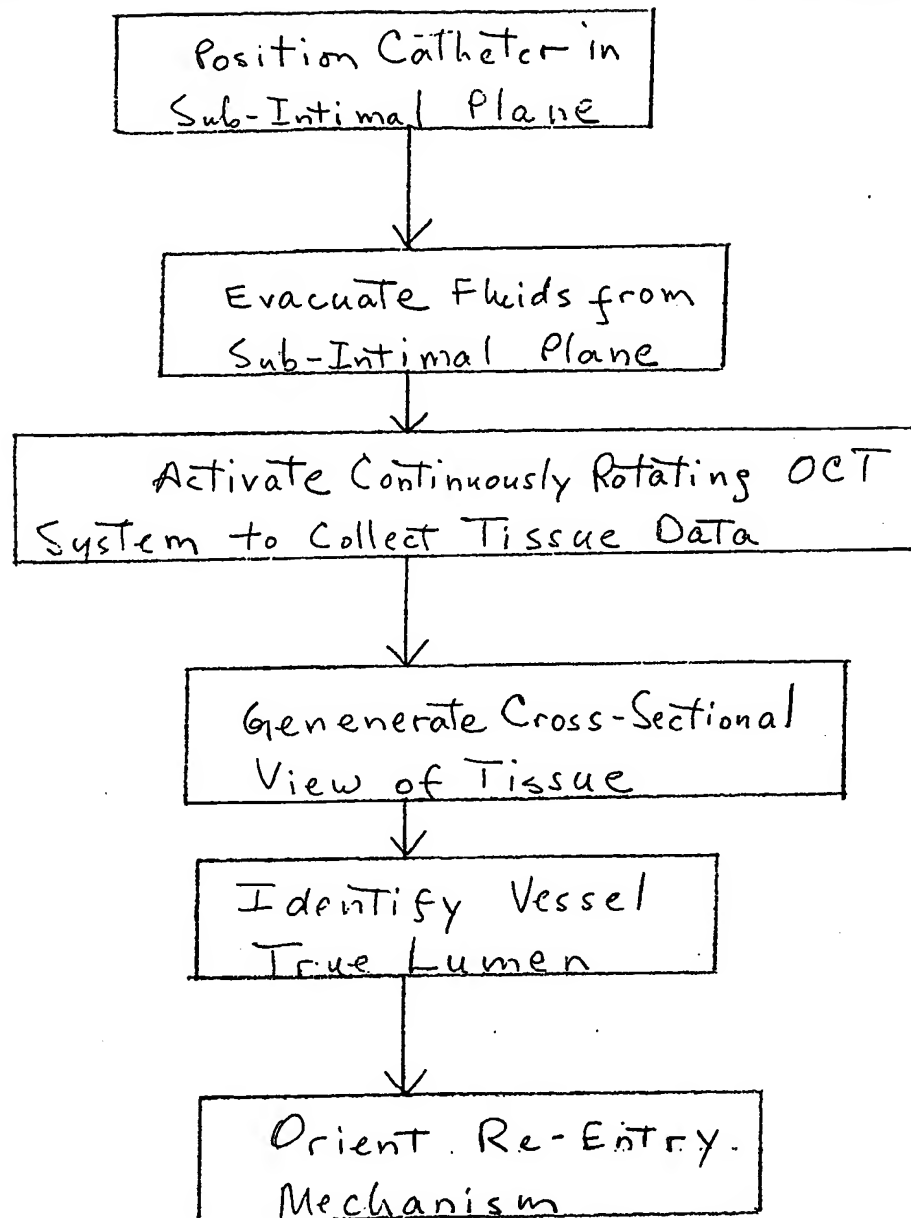 Position Catheter in
Sub-Intimal Plane
Evacuate Fluids from
Sub-Intimal Plane
Activate Continuously Rotating OCT
System to Collect Tissue Data
Genenerate Cross-Sectional
View of Tissue
Identify Vessel
True Lumen
Orient Re-Entry
Mechanism